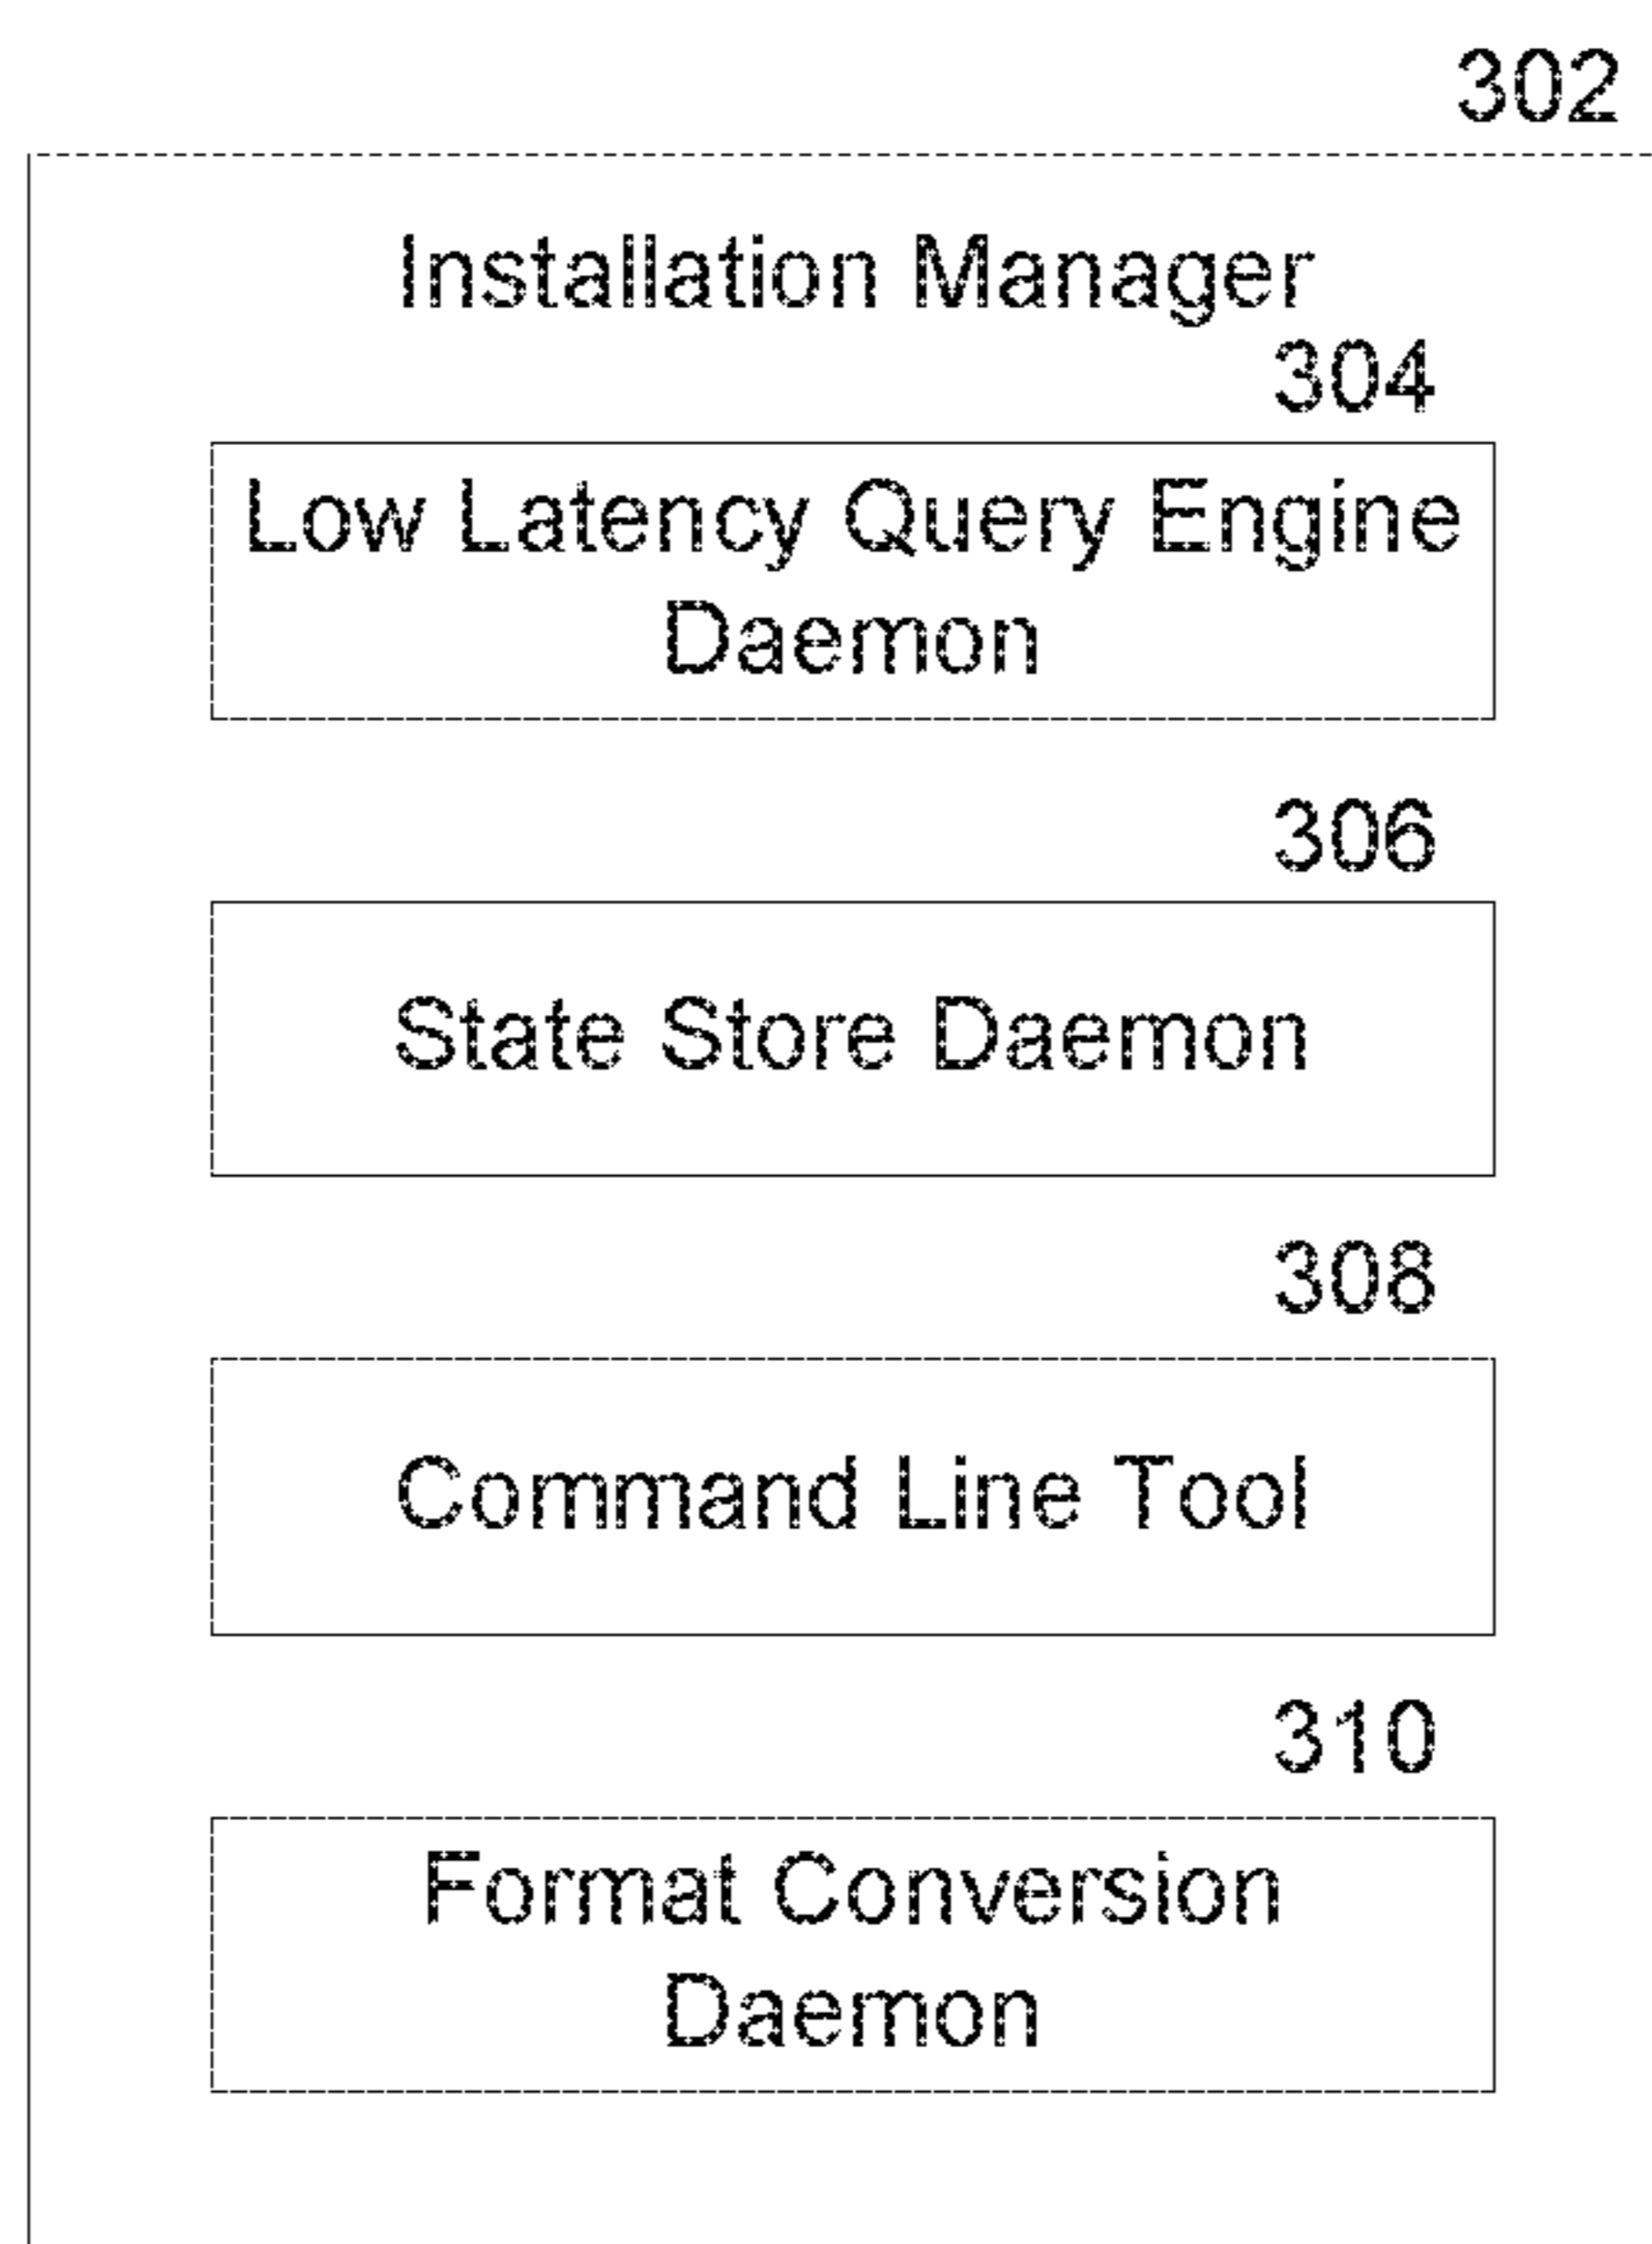 302
Installation Manager
304
Low Latency Query Engine
Daemon
306
State Store Daemon
308
Command Line Tool
310
Format Conversion
Daemon